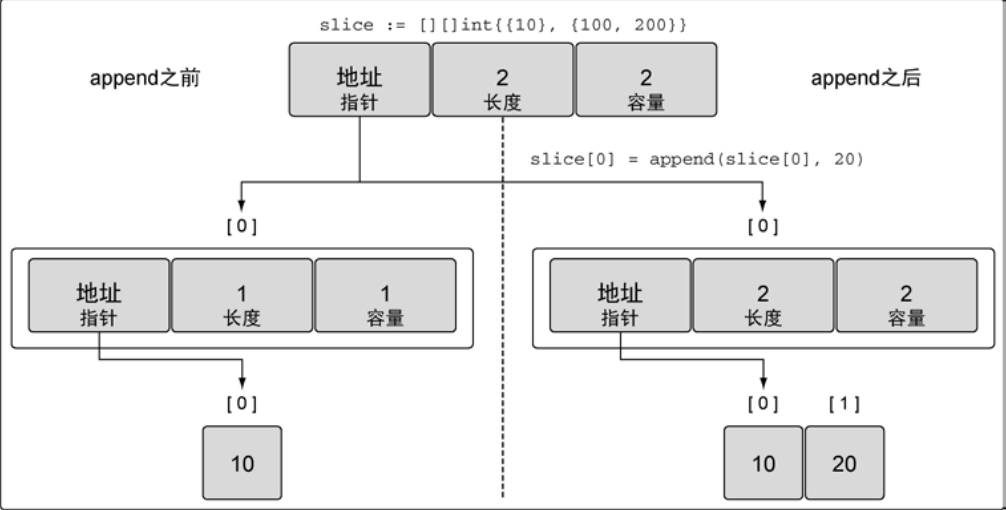 slice := [][]int{{10}, {100, 200}}
append之前
地址 2 2
指针 长度 容量
append之后
slice[0] = append(slice[0], 20)
[0] [0]
地址 1 1 地址 2 2
指针 长度 容量 指针 长度 容量
[0] [0] [1]
10 10 20